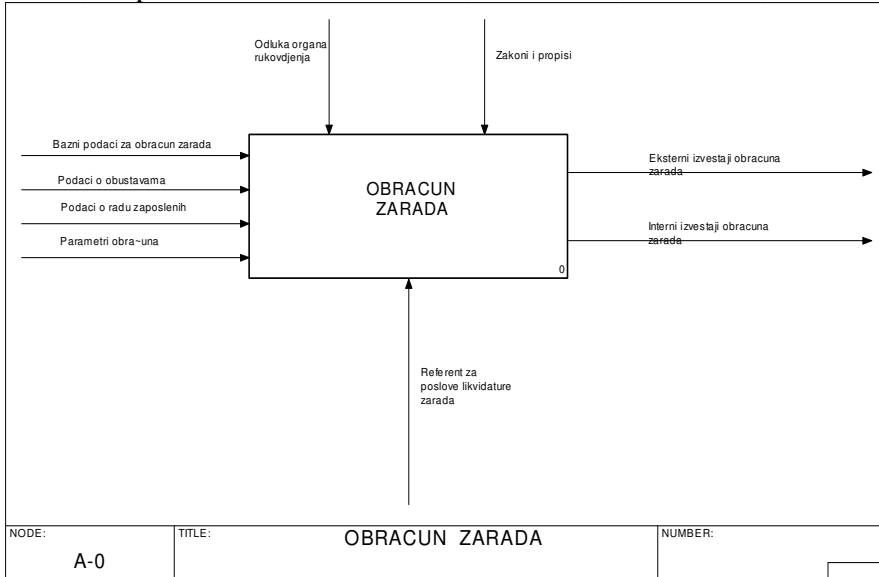 Odluka organa
rukovdjenja
Zakoni i propisi
Bazni podaci za obracun zarada
Podaci o obustavama
Podaci o radu zaposlenih
Parametri obra~una
OBRACUN
ZARADA
0
Eksterni izvestaji obracuna
zarada
Interni izvestaji obracuna
zarada
Referent za
poslove likvidature
zarada
NODE:
A-0
TITLE:
OBRACUN ZARADA
NUMBER: